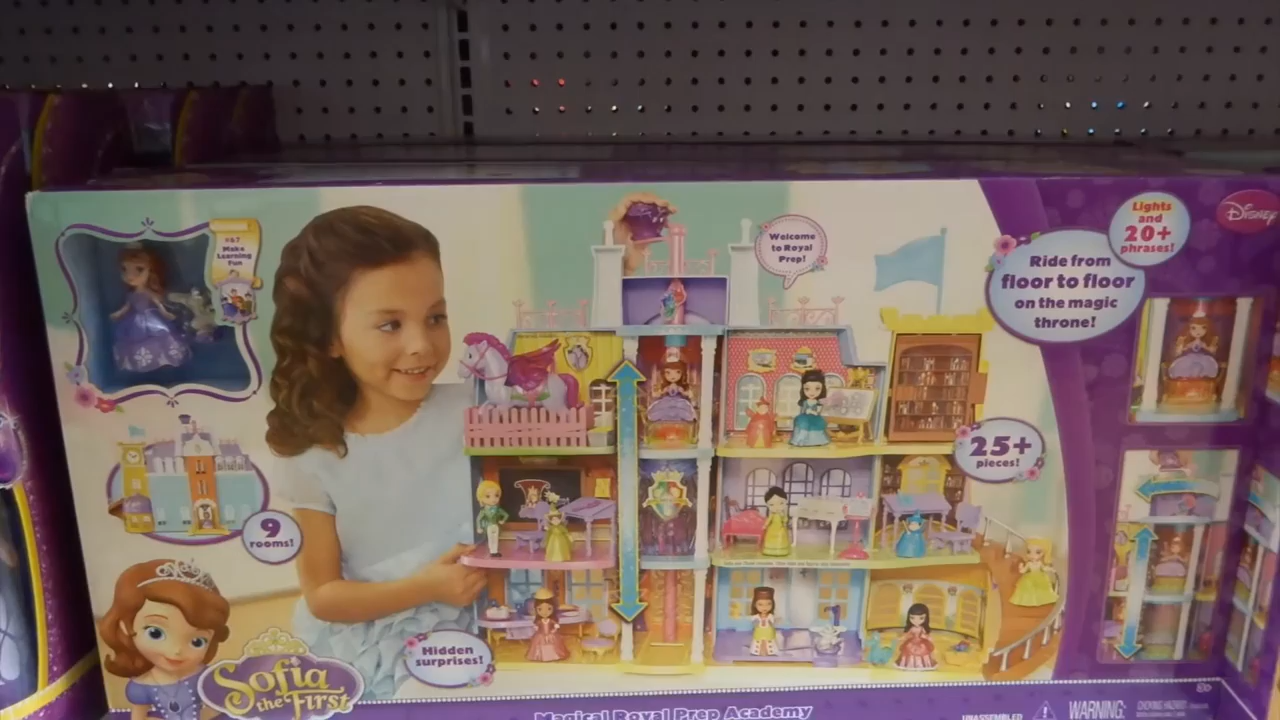 Lights
and
20+
phrases!
Disney
Welcome
to Royal
Prep!
#67
Make
Learning
Fun
Ride from
floor to floor
on the magic
throne!
25+
pieces!
9
rooms!
Hidden
surprises!
Sofia
the First
Magical Royal Prep Academy
UNASSEMBLED
WARNING:
CHOKING HAZARD
3+